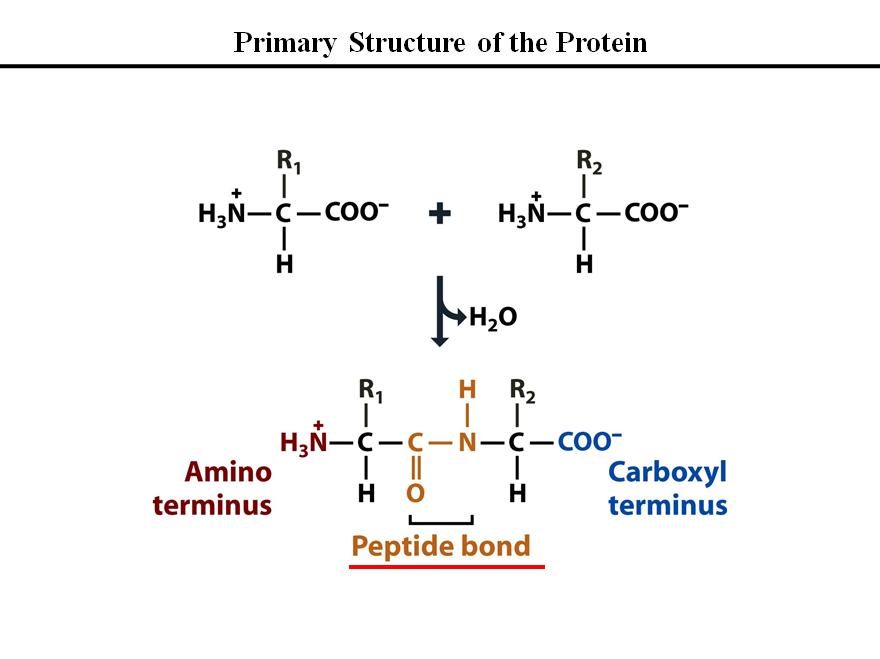 Primary Structure of the Protein
R₁ R₂
H₃N⁺—C—COO⁻ + H₃N⁺—C—COO⁻
H H
H₂O
R₁ H R₂
H₃N⁺—C—C—N—C—COO⁻
Amino Carboxyl
H O H
terminus terminus
Peptide bond